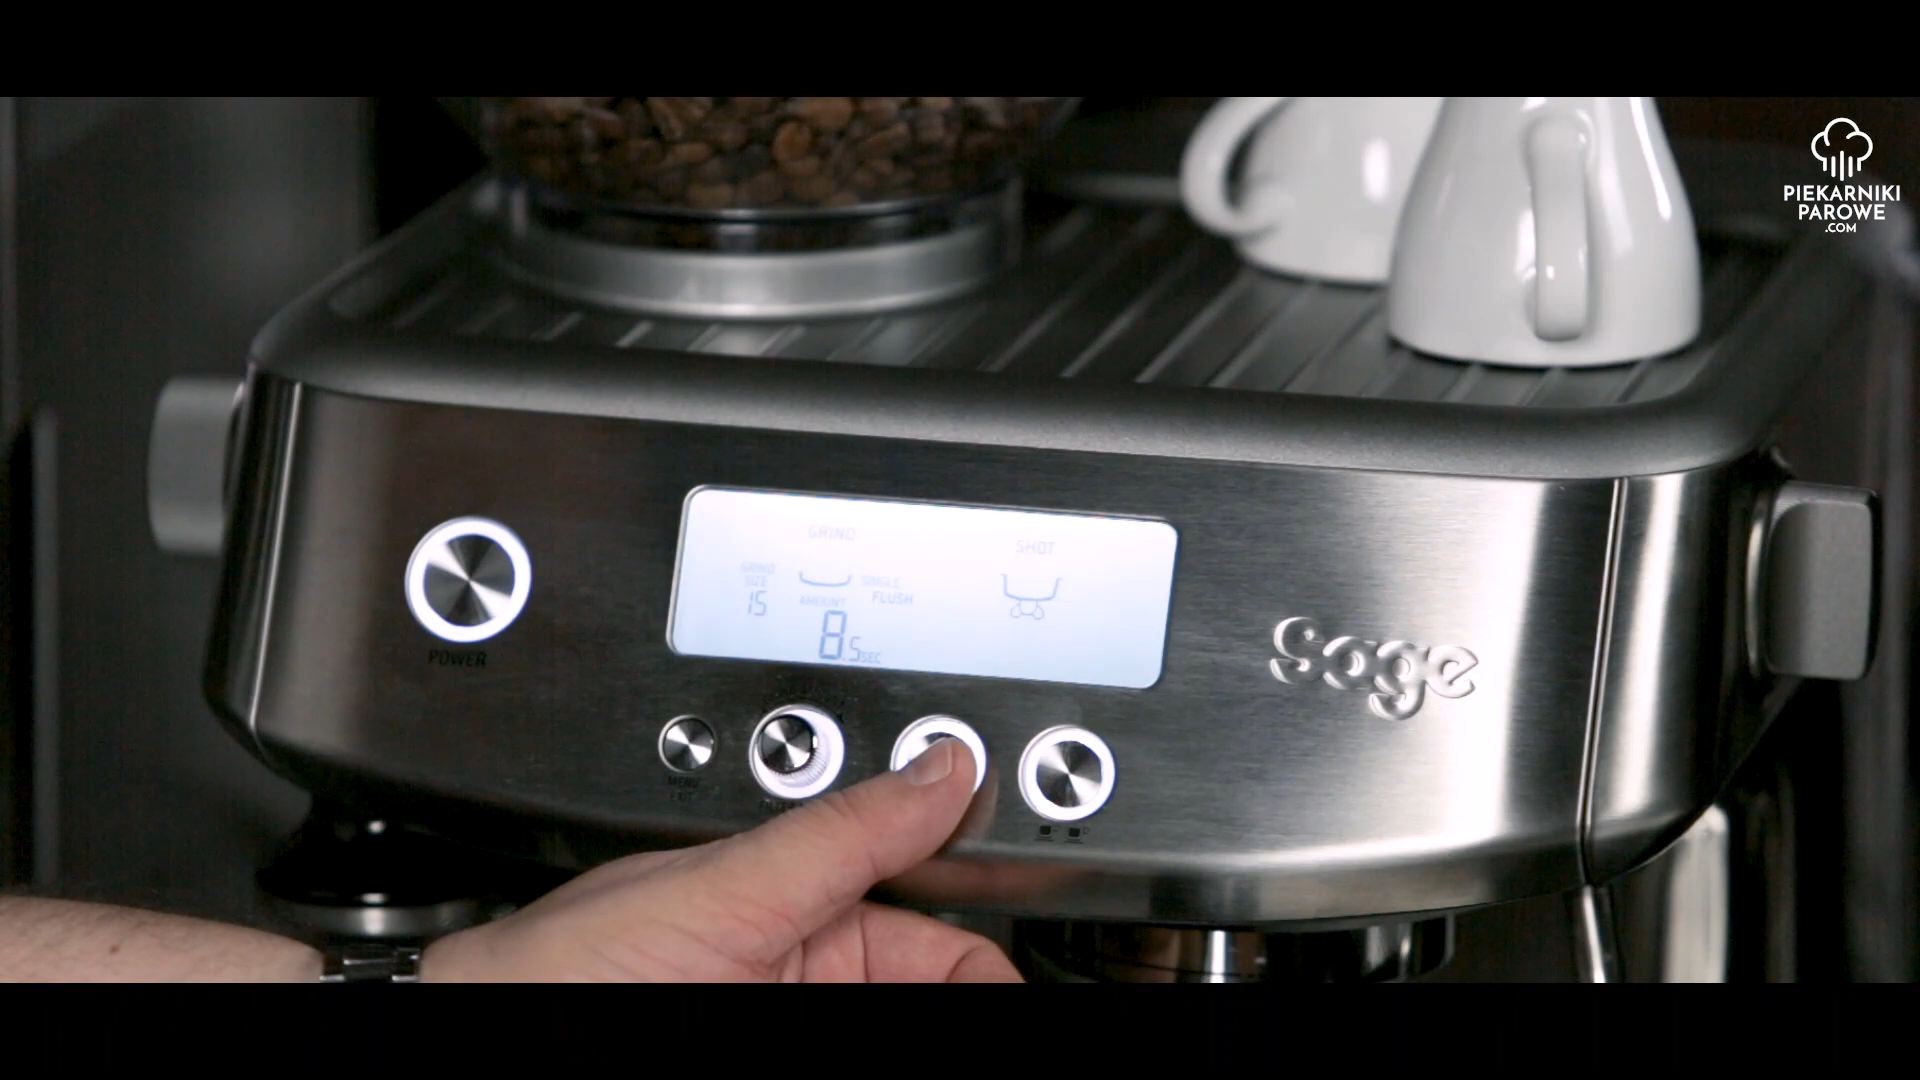 PIEKARNIKI
PAROWE
.COM
GRIND
SHOT
GRIND
SIZE
15
SINGLE
FLUSH
AMOUNT
8.5SEC
Sage
POWER
MENU
EXIT